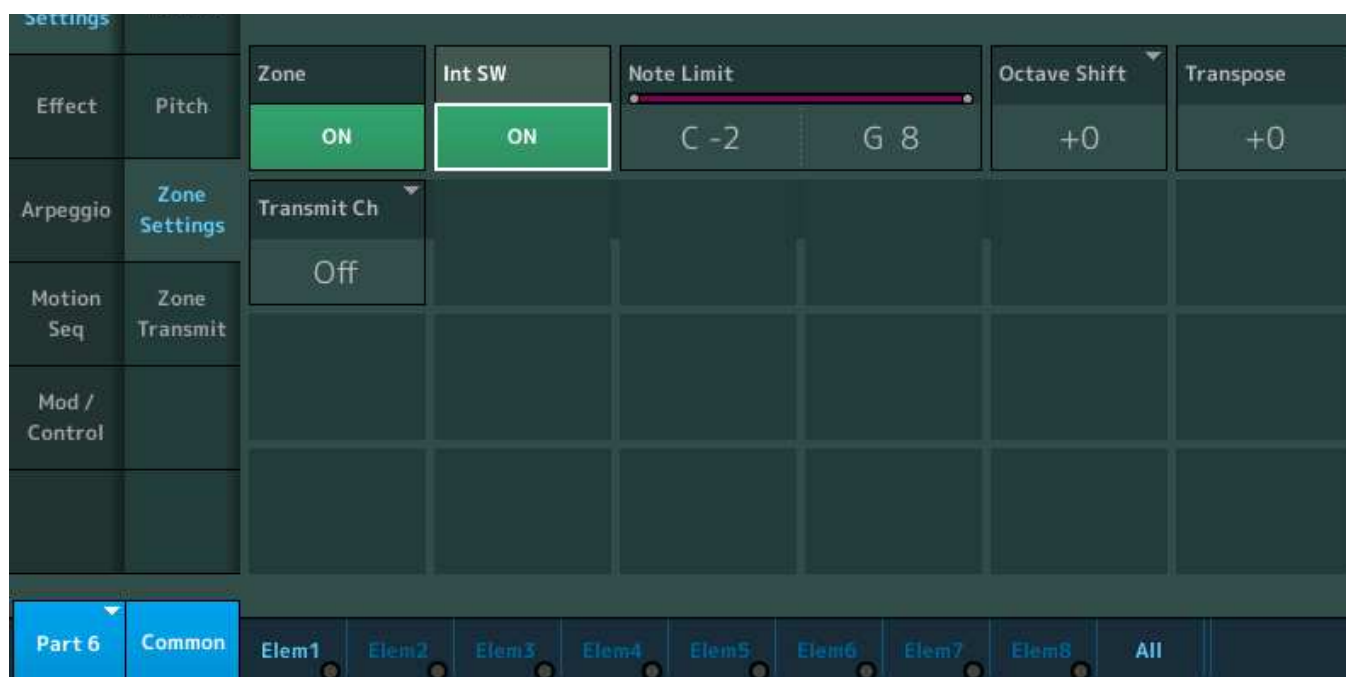 Settings
Effect
Pitch
Arpeggio
Zone
Settings
Motion
Seq
Zone
Transmit
Mod /
Control
Zone
ON
Int SW
ON
Note Limit
C -2
G 8
Octave Shift
+0
Transpose
+0
Transmit Ch
Off
Part 6
Common
Elem1
Elem2
Elem3
Elem4
Elem5
Elem6
Elem7
Elem8
All